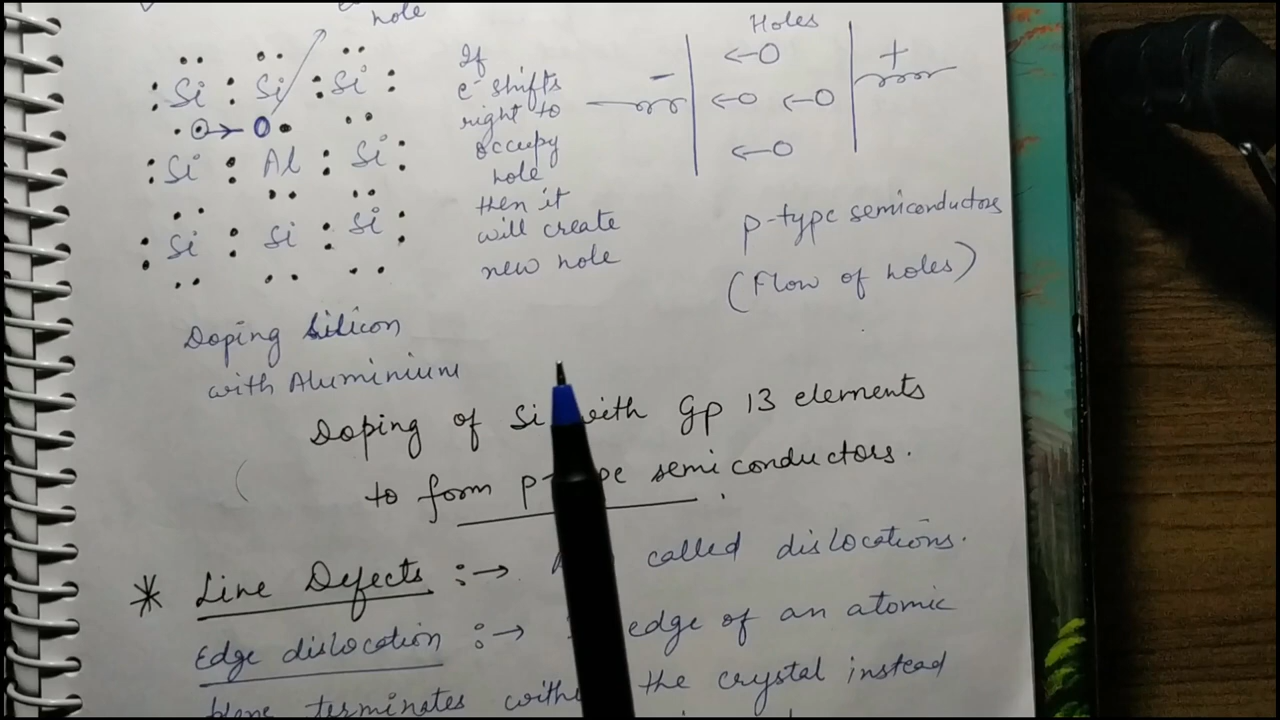 hole
Si Si Si
Si Al Si
Si Si Si
Doping Silicon
with Aluminium
If
e- shifts
right to
occupy
hole
then it
will create
new hole
Holes
- +
p-type semiconductors
(Flow of holes)
Doping of Si with Gp 13 elements
to form p-type semiconductors.
* Line Defects :→ called dislocations.
Edge dislocation :→ edge of an atomic
plane terminates the crystal instead